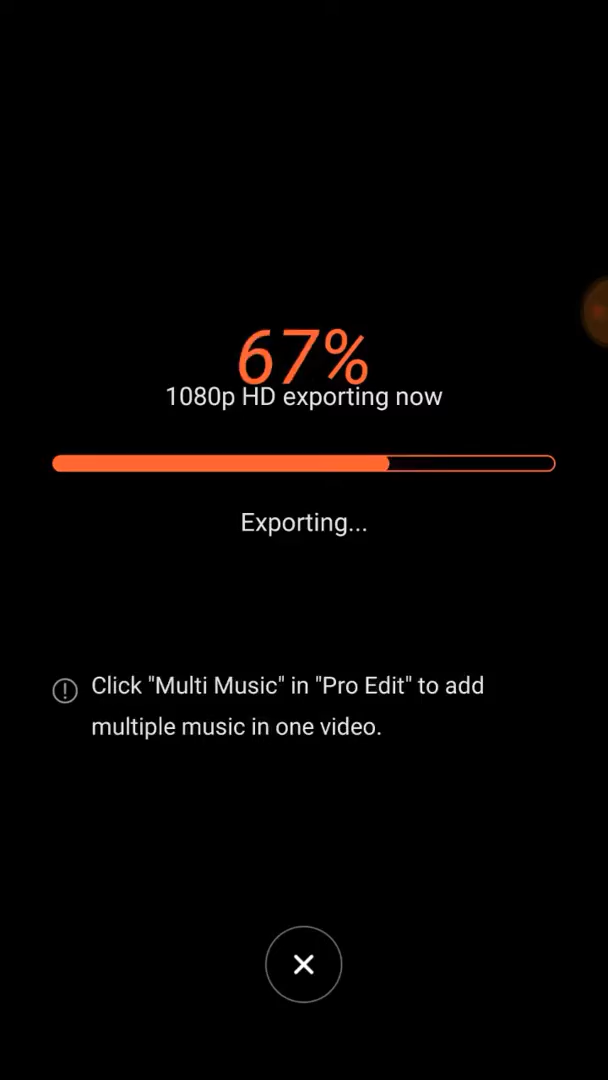 67%
1080p HD exporting now
Exporting...
Click "Multi Music" in "Pro Edit" to add
multiple music in one video.